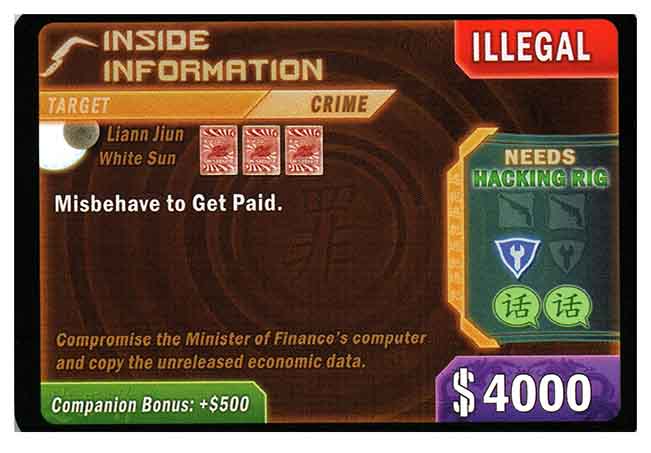 INSIDE
INFORMATION
ILLEGAL
TARGET
CRIME
Liann Jiun
White Sun
Misbehave to Get Paid.
罪
NEEDS
HACKING RIG
话 话
Compromise the Minister of Finance's computer
and copy the unreleased economic data.
Companion Bonus: +$500
$4000